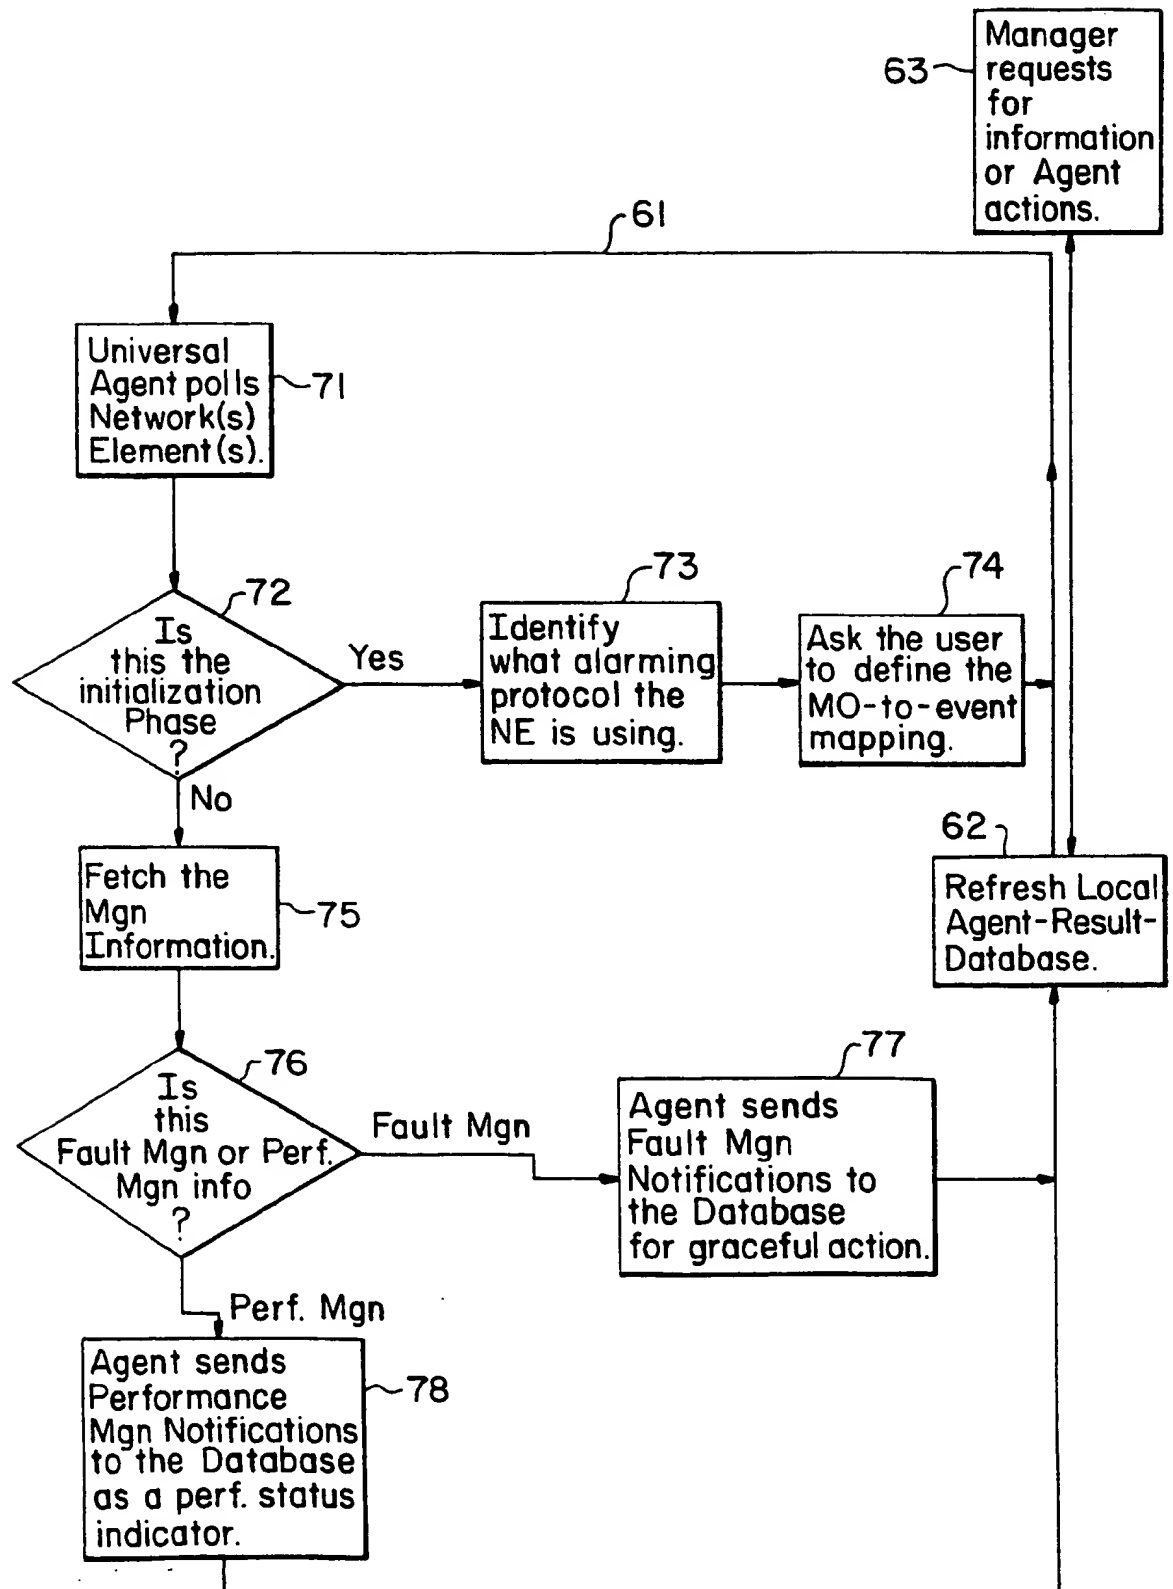 Manager
requests
for
information
or Agent
actions.
63
61
Universal
Agent polls
Network(s)
Element(s).
71
72
Is
this the
initialization
Phase
?
Yes
No
73
Identify
what alarming
protocol the
NE is using.
74
Ask the user
to define the
MO-to-event
mapping.
62
Refresh Local
Agent-Result-
Database.
Fetch the
Mgn
Information.
75
76
Is
this
Fault Mgn or Perf.
Mgn info
?
Fault Mgn
Perf. Mgn
77
Agent sends
Fault Mgn
Notifications to
the Database
for graceful action.
Agent sends
Performance
Mgn Notifications
to the Database
as a perf. status
indicator.
78